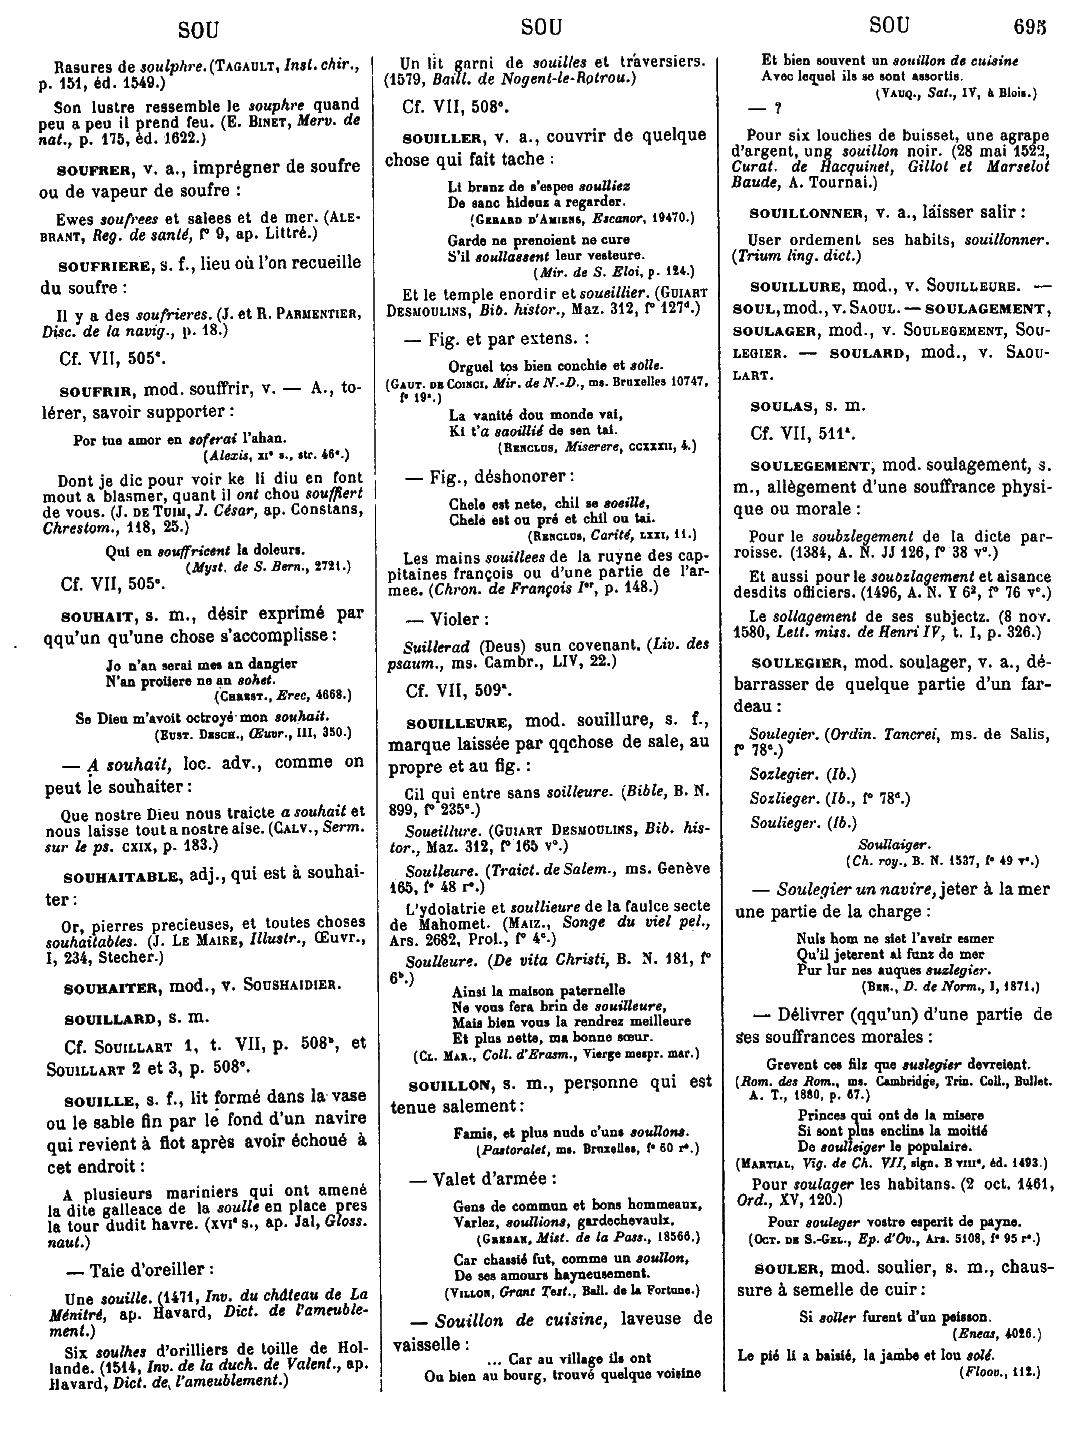 SOU
SOU
SOU
695
Rasures de soulphre. (TAGAULT, Inst. chir.,
p. 151, éd. 1549.)
Son lustre ressemble le souphre quand
peu a peu il prend feu. (E. BINET, Merv. de
nat., p. 175, éd. 1622.)
SOUFRER, v. a., imprégner de soufre
ou de vapeur de soufre :
Ewes soufrees et salees et de mer. (ALE-
BRANT, Reg. de santé, f° 9, ap. Littré.)
SOUFRIERE, s. f., lieu où l'on recueille
du soufre :
Il y a des soufrieres. (J. et R. PARMENTIER,
Disc. de la navig., p. 18.)
Cf. VII, 505ᶜ.
SOUFRIR, mod. souffrir, v. — A., to-
lérer, savoir supporter :
Por tue amor en soferai l'ahan.
(Alexis, XIᵉ s., str. 46ᵉ.)
Dont je dic pour voir ke li diu en font
mout a blasmer, quant il ont chou souffiert
de vous. (J. DE TUIM, J. César, ap. Constans,
Chrestom., 118, 25.)
Qui en souffricent la doleurs.
(Myst. de S. Bern., 2721.)
Cf. VII, 505ᶜ.
SOUHAIT, s. m., désir exprimé par
qqu'un qu'une chose s'accomplisse :
Jo n'an serai mes an dangier
N'an proiiere ne an sohet.
(CHREST., Erec, 4668.)
Se Dieu m'avoit octroyé mon souhait.
(EUST. DESCH., Œuvr., III, 350.)
— A souhait, loc. adv., comme on
peut le souhaiter :
Que nostre Dieu nous traicte a souhait et
nous laisse tout a nostre aise. (CALV., Serm.
sur le ps. CXIX, p. 183.)
SOUHAITABLE, adj., qui est à souhai-
ter :
Or, pierres precieuses, et toutes choses
souhaitables. (J. LE MAIRE, Illustr., Œuvr.,
I, 234, Stecher.)
SOUHAITER, mod., v. SOUSHAIDIER.
SOUILLARD, s. m.
Cf. SOUILLART 1, t. VII, p. 508ᵇ, et
SOUILLART 2 et 3, p. 508ᶜ.
SOUILLE, s. f., lit formé dans la vase
ou le sable fin par le fond d'un navire
qui revient à flot après avoir échoué à
cet endroit :
A plusieurs mariniers qui ont amené
la dite galleace de la soulle en place pres
la tour dudit havre. (XVIᵉ s., ap. Jal, Gloss.
naut.)
— Taie d'oreiller :
Une souille. (1471, Inv. du château de La
Ménitré, ap. Havard, Dict. de l'ameuble-
ment.)
Six soulhes d'orilliers de toille de Hol-
lande. (1514, Inv. de la duch. de Valent., ap.
Havard, Dict. de l'ameublement.)
Un lit garni de souilles et traversiers.
(1579, Baill. de Nogent-le-Rotrou.)
Cf. VII, 508ᶜ.
SOUILLER, v. a., couvrir de quelque
chose qui fait tache :
Li branz de s'espee soulliez
De sanc hideux a regarder.
(GERARD D'AMIENS, Escanor, 19470.)
Garde ne prenoient ne cure
S'il soullassent leur vesteure.
(Mir. de S. Eloi, p. 124.)
Et le temple enordir et soueillier. (GUIART
DESMOULINS, Bib. histor., Maz. 312, f° 127ᵈ.)
— Fig. et par extens. :
Orguel tos bien conchie et solle.
(GAUT. DE COINCI, Mir. de N.-D., ms. Bruxelles 10747,
f° 19ᵃ.)
La vanité dou monde vai,
Ki t'a saoillié de sen tai.
(RENCLUS, Miserere, CCXXXII, 4.)
— Fig., déshonorer :
Chele est nete, chil se soeille,
Chele est ou pré et chil ou tai.
(RENCLUS, Carité, LXXI, 11.)
Les mains souillees de la ruyne des cap-
pitaines françois ou d'une partie de l'ar-
mee. (Chron. de François Iᵉʳ, p. 148.)
— Violer :
Suillerad (Deus) sun covenant. (Liv. des
psaum., ms. Cambr., LIV, 22.)
Cf. VII, 509ᵃ.
SOUILLEURE, mod. souillure, s. f.,
marque laissée par qqchose de sale, au
propre et au fig. :
Cil qui entre sans soilleure. (Bible, B. N.
899, f° 235ᶜ.)
Soueillure. (GUIART DESMOULINS, Bib. his-
tor., Maz. 312, f° 165 v°.)
Soulleure. (Traict. de Salem., ms. Genève
165, f° 48 r°.)
L'ydolatrie et soullieure de la faulce secte
de Mahomet. (MAIZ., Songe du viel pel.,
Ars. 2682, Prol., f° 4ᶜ.)
Soulleure. (De vita Christi, B. N. 181, f°
6ᵇ.)
Ainsi la maison paternelle
Ne vous fera brin de souilleure,
Mais bien vous la rendrez meilleure
Et plus nette, ma bonne sœur.
(CL. MAR., Coll. d'Erasm., Vierge mespr. mar.)
SOUILLON, s. m., personne qui est
tenue salement :
Famis, et plus nuds c'uns soullons.
(Pastoralet, ms. Bruxelles, f° 60 r°.)
— Valet d'armée :
Gens de commun et bons hommeaux,
Varlez, soullions, gardechevaulx.
(GREBAN, Mist. de la Pass., 18566.)
Car chassié fut, comme un soullon,
De ses amours hayneusement.
(VILLON, Grant Test., Ball. de la Fortune.)
— Souillon de cuisine, laveuse de
vaisselle :
... Car au village ils ont
Ou bien au bourg, trouvé quelque voisine
Et bien souvent un souillon de cuisine
Avec lequel ils se sont assortis.
(VAUQ., Sat., IV, à Blois.)
— ?
Pour six louches de buisset, une agrape
d'argent, ung souillon noir. (28 mai 1522,
Curat. de Hacquinet, Gillot et Marselot
Baude, A. Tournai.)
SOUILLONNER, v. a., laisser salir :
User ordement ses habits, souillonner.
(Trium ling. dict.)
SOUILLURE, mod., v. SOUILLEURE. —
SOUL, mod., v. SAOUL. — SOULAGEMENT,
SOULAGER, mod., v. SOULEGEMENT, SOU-
LEGIER. — SOULARD, mod., v. SAOU-
LART.
SOULAS, s. m.
Cf. VII, 511ᵃ.
SOULEGEMENT, mod. soulagement, s.
m., allègement d'une souffrance physi-
que ou morale :
Pour le soubzlegement de la dicte par-
roisse. (1384, A. N. JJ 126, f° 38 v°.)
Et aussi pour le soubzlagement et aisance
desdits officiers. (1496, A. N. Y 6², f° 76 v°.)
Le sollagement de ses subjectz. (8 nov.
1580, Lett. miss. de Henri IV, t. I, p. 326.)
SOULEGIER, mod. soulager, v. a., dé-
barrasser de quelque partie d'un far-
deau :
Soulegier. (Ordin. Tancrei, ms. de Salis,
f° 78ᶜ.)
Sozlegier. (Ib.)
Sozlieger. (Ib., f° 78ᵈ.)
Soulieger. (Ib.)
Soullaiger.
(Ch. roy., B. N. 1537, f° 49 v°.)
— Soulegier un navire, jeter à la mer
une partie de la charge :
Nuls hom ne siet l'aveir esmer
Qu'il jeterent al funz de mer
Pur lur nes auques suzlegier.
(BEN., D. de Norm., I, 1871.)
— Délivrer (qqu'un) d'une partie de
ses souffrances morales :
Grevent ces filz que suslegier devreient.
(Rom. des Rom., ms. Cambridge, Trin. Coll., Bullet.
A. T., 1880, p. 67.)
Princes qui ont de la misere
Si sont plus enclins la moitié
De soulleiger le populaire.
(MARTIAL, Vig. de Ch. VII, sign. B VIIIᵃ, éd. 1493.)
Pour soulager les habitans. (2 oct. 1461,
Ord., XV, 120.)
Pour souleger vostre esperit de payne.
(OCT. DE S.-GEL., Ep. d'Ov., Ars. 5108, f° 95 r°.)
SOULER, mod. soulier, s. m., chaus-
sure à semelle de cuir :
Si soller furent d'un peisson.
(Eneas, 4026.)
Le pié li a baisié, la jambe et lou solé.
(Floov., 112.)